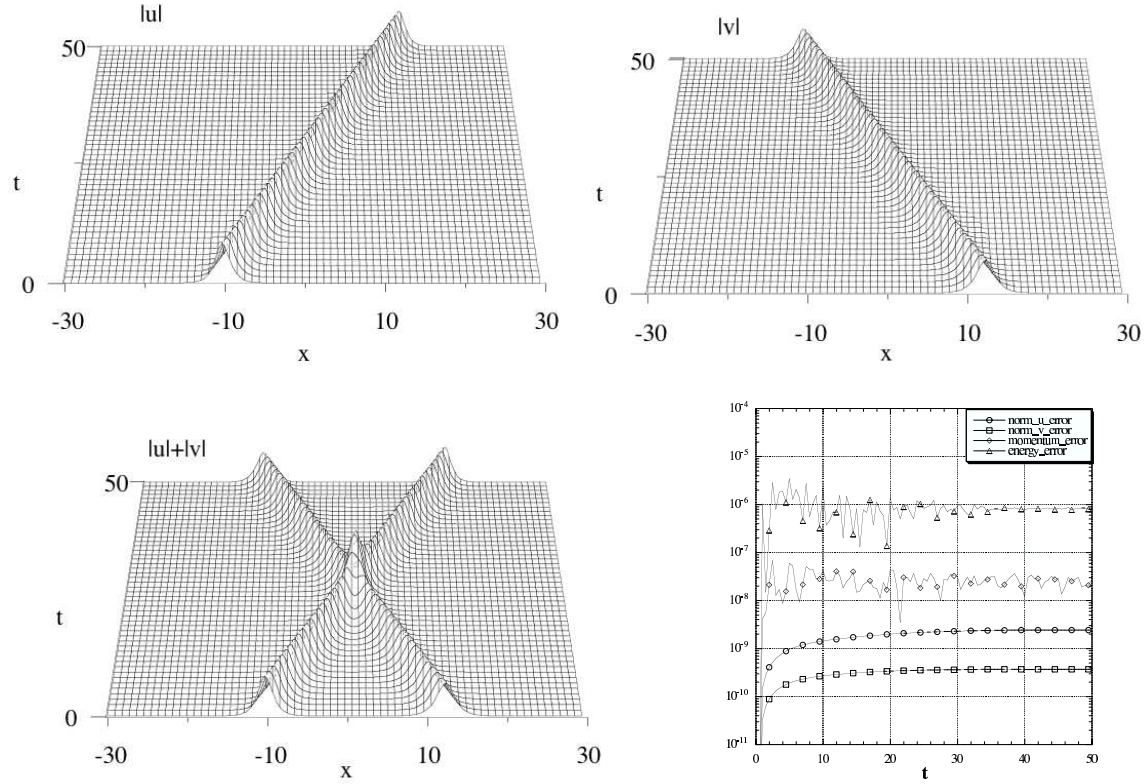 |u|
50
t
0
-30
-10
10
30
x
|v|
50
t
0
-30
-10
10
30
x
|u|+|v|
50
t
0
-30
-10
10
30
x
10-4
10-5
10-6
10-7
10-8
10-9
10-10
10-11
norm_u_error
norm_v_error
momentum_error
energy_error
0 10 20 30 40 50
t